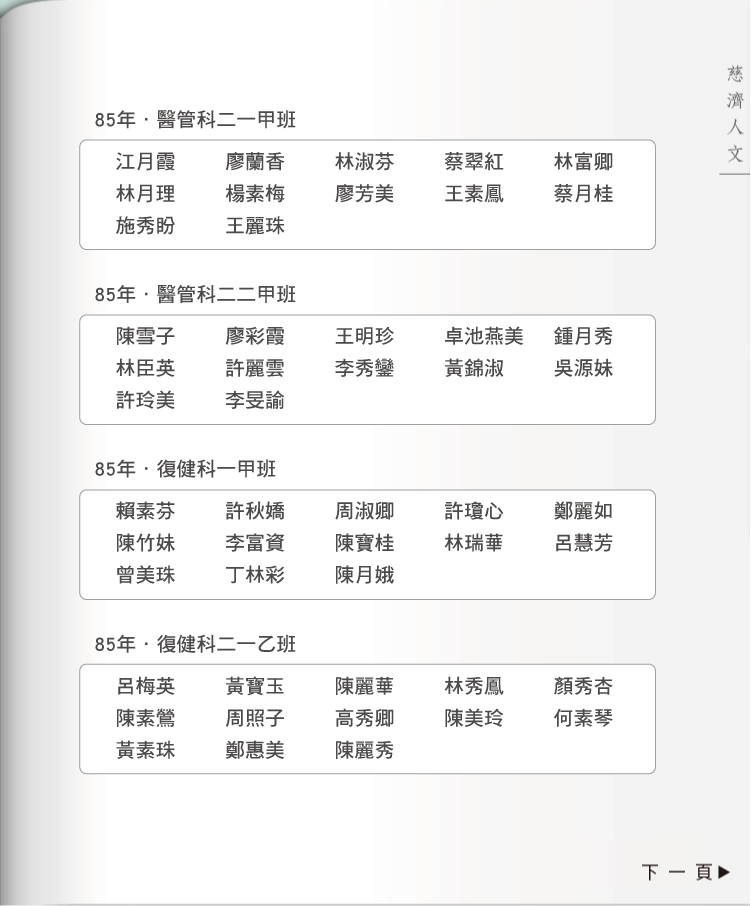 慈濟人文
85年·醫管科二一甲班
江月霞 廖蘭香 林淑芬 蔡翠紅 林富卿
林月理 楊素梅 廖芳美 王素鳳 蔡月桂
施秀盼 王麗珠
85年·醫管科二二甲班
陳雪子 廖彩霞 王明珍 卓池燕美 鍾月秀
林臣英 許麗雲 李秀鑾 黃錦淑 吳源妹
許玲美 李旻諭
85年·復健科一甲班
賴素芬 許秋嬌 周淑卿 許瓊心 鄭麗如
陳竹妹 李富資 陳寶桂 林瑞華 呂慧芳
曾美珠 丁林彩 陳月娥
85年·復健科二一乙班
呂梅英 黃寶玉 陳麗華 林秀鳳 顏秀杏
陳素鶯 周照子 高秀卿 陳美玲 何素琴
黃素珠 鄭惠美 陳麗秀
下一頁▶